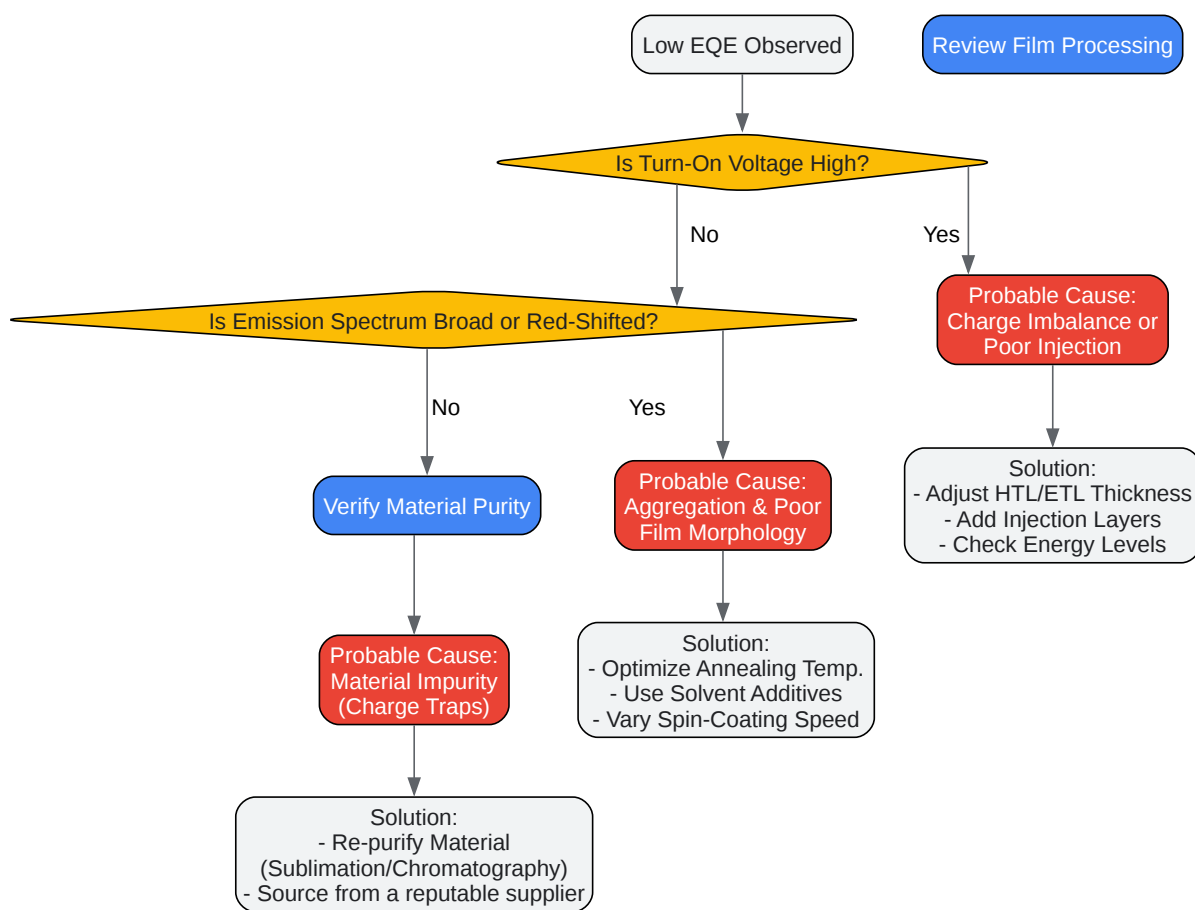 Low EQE Observed
Review Film Processing
Is Turn-On Voltage High?
No
Yes
Is Emission Spectrum Broad or Red-Shifted?
Probable Cause:
Charge Imbalance or
Poor Injection
No
Yes
Verify Material Purity
Probable Cause:
Aggregation & Poor
Film Morphology
Solution:
- Adjust HTL/ETL Thickness
- Add Injection Layers
- Check Energy Levels
Probable Cause:
Material Impurity
(Charge Traps)
Solution:
- Optimize Annealing Temp.
- Use Solvent Additives
- Vary Spin-Coating Speed
Solution:
- Re-purify Material
(Sublimation/Chromatography)
- Source from a reputable supplier